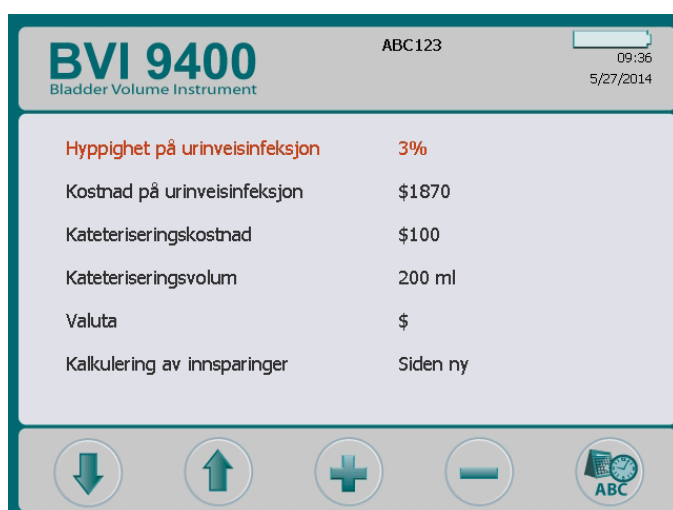 BVI 9400
Bladder Volume Instrument
ABC123
09:36
5/27/2014
Hyppighet på urinveisinfeksjon 3%
Kostnad på urinveisinfeksjon $1870
Kateteriseringskostnad $100
Kateteriseringsvolum 200 ml
Valuta $
Kalkulering av innsparinger Siden ny
ABC